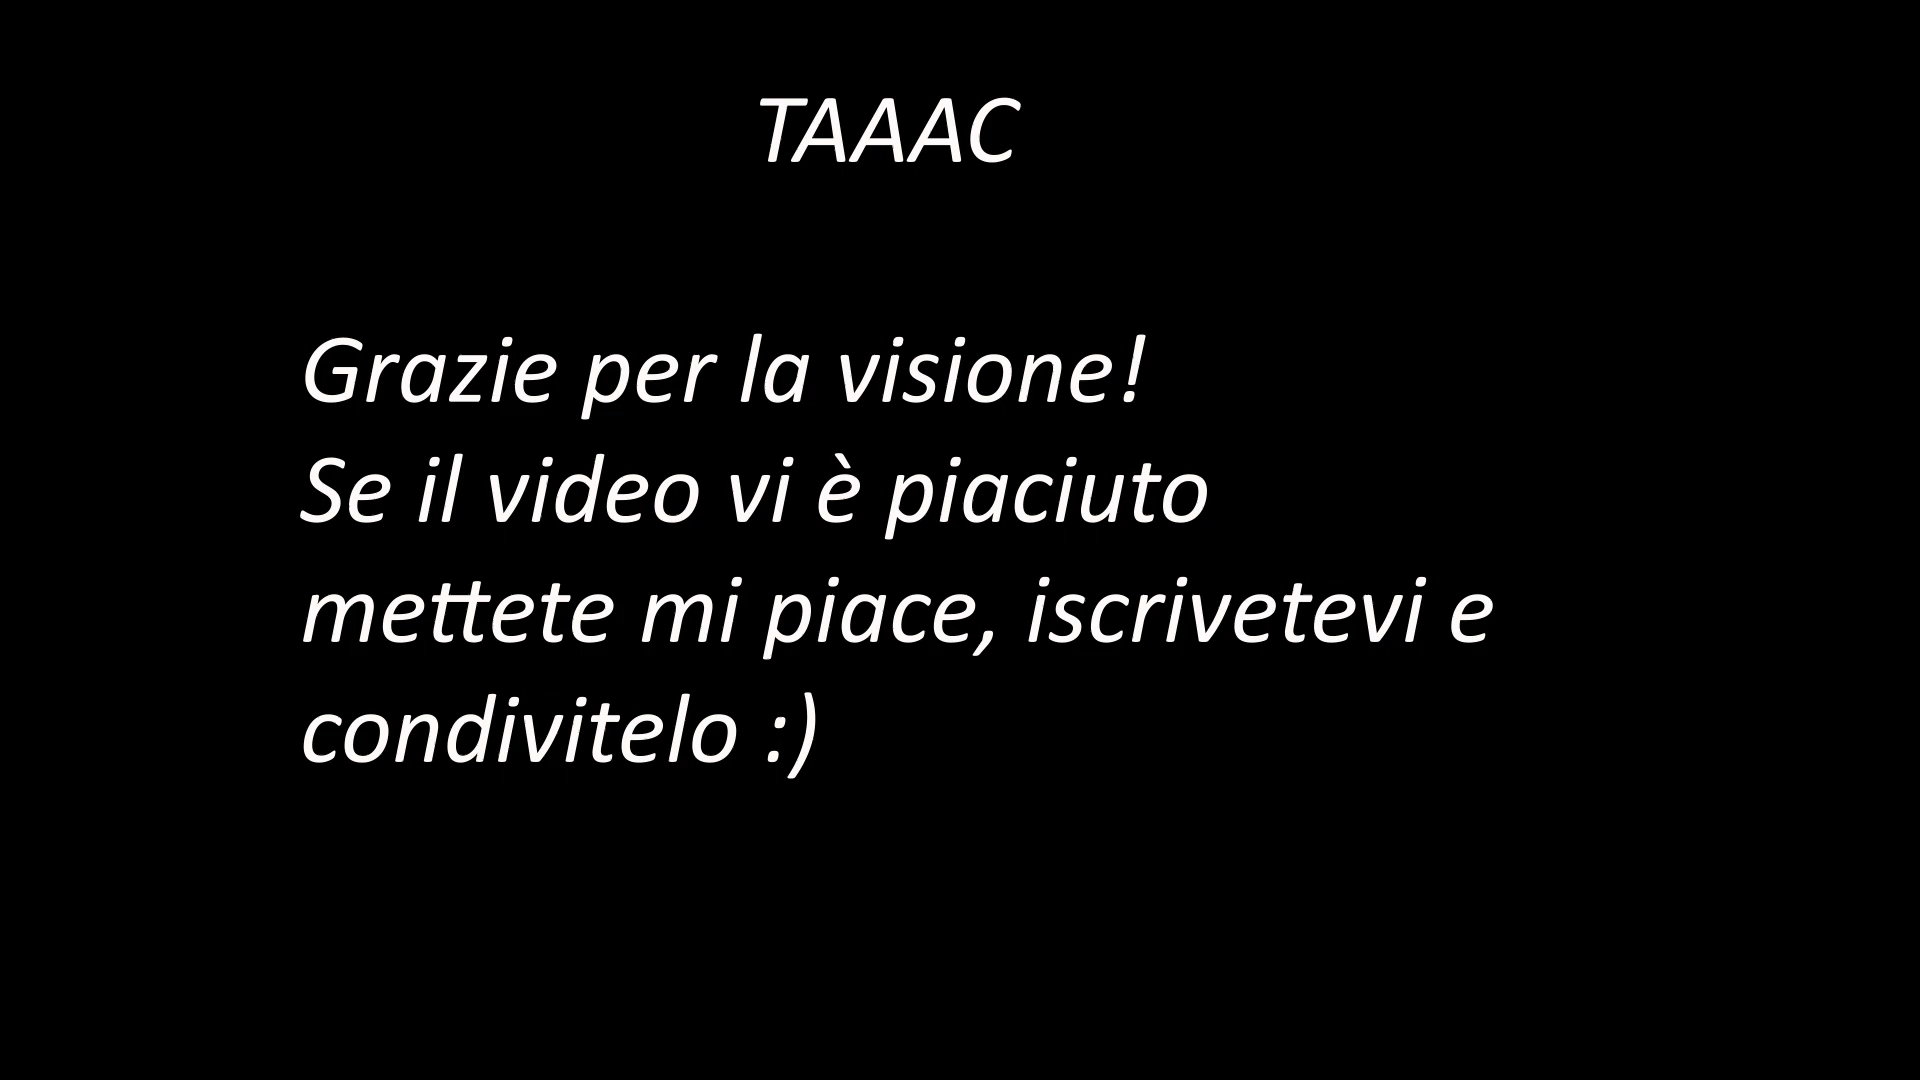 TAAAC
Grazie per la visione!
Se il video vi è piaciuto
mettete mi piace, iscrivetevi e
condivitelo :)